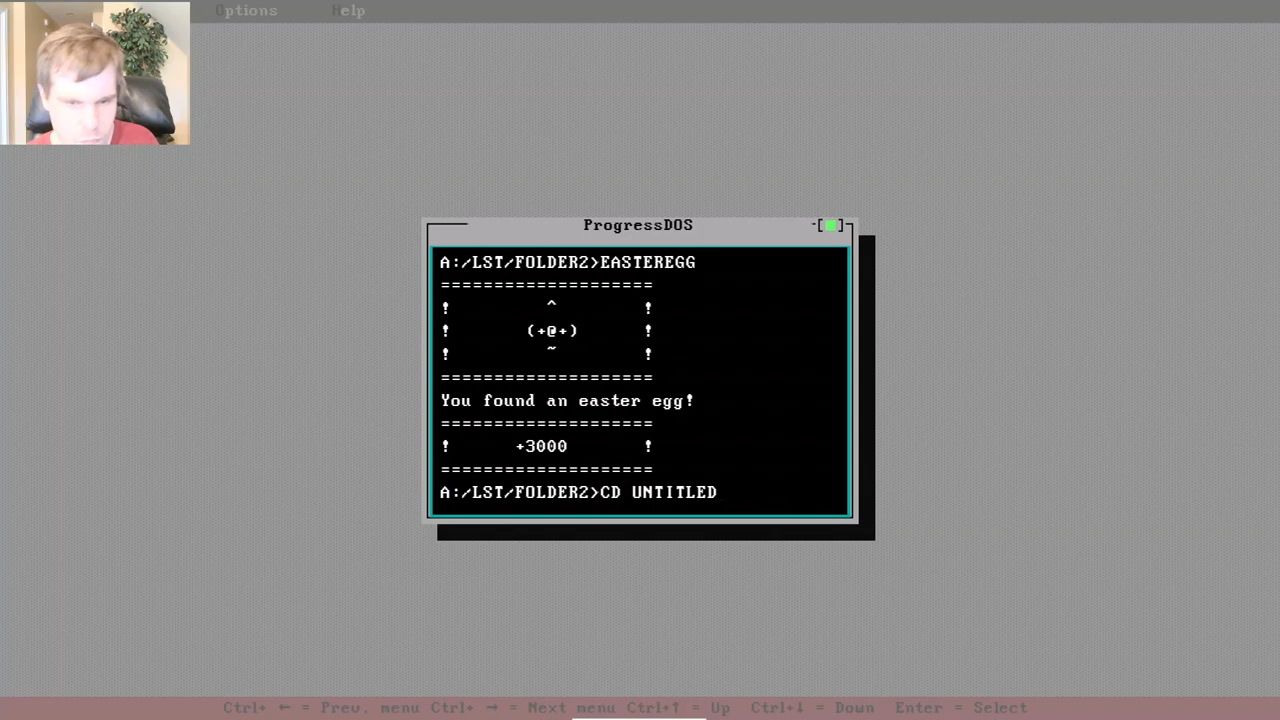 Options Help
ProgressDOS
A:/LST/FOLDER2>EASTEREGG
====================
! ^ !
! (+@+) !
! ~ !
====================
You found an easter egg!
====================
! +3000 !
====================
A:/LST/FOLDER2>CD UNTITLED
Ctrl+ ← = Prev. menu Ctrl+ → = Next menu Ctrl+↑ = Up Ctrl+↓ = Down Enter = Select